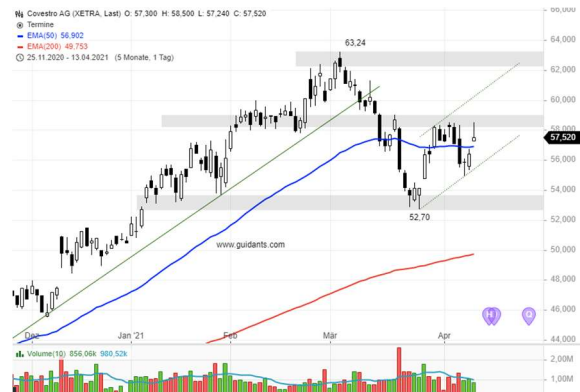 Covestro AG (XETRA, Last) O: 57,300 H: 58,500 L: 57,240 C: 57,520
Termine
EMA(50) 56,902
EMA(200) 49,753
25.11.2020 - 13.04.2021 (5 Monate, 1 Tag)
66,000
64,000
63,24
62,000
60,000
58,000
57,520
56,000
54,000
52,70
52,000
www.guidants.com
50,000
48,000
46,000
H Q
44,000
Dez Jan '21 Feb Mär Apr
Volume(10) 856.06k 980,52k
2.00M
1.00M